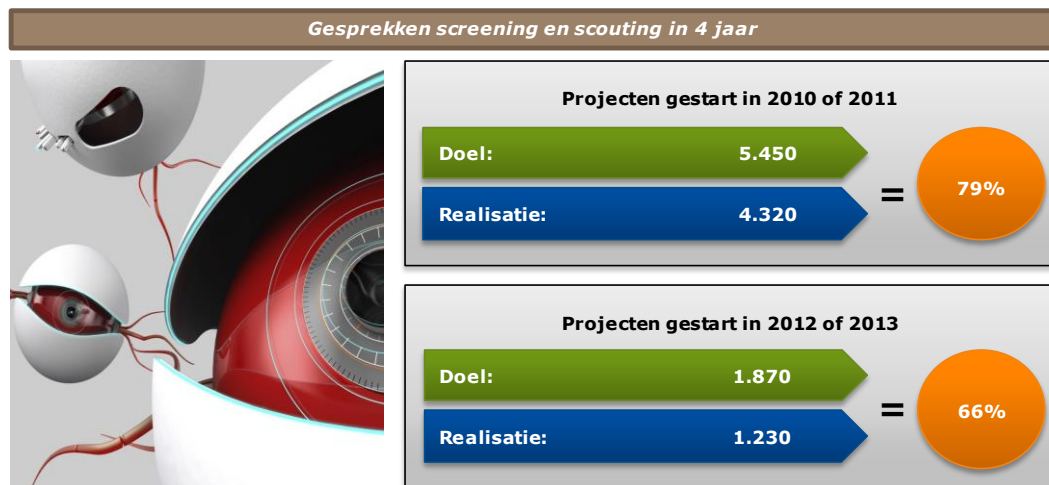 Gesprekken screening en scouting in 4 jaar
Projecten gestart in 2010 of 2011
Doel: 5.450
Realisatie: 4.320
= 79%
Projecten gestart in 2012 of 2013
Doel: 1.870
Realisatie: 1.230
= 66%